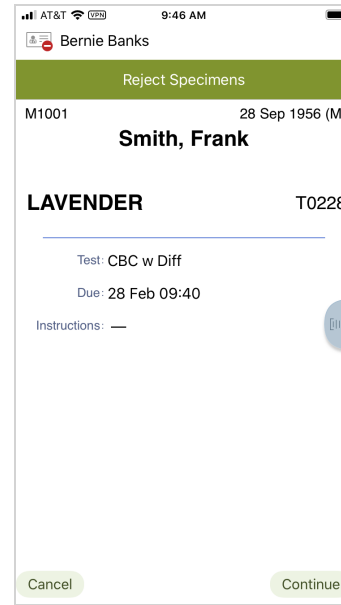 AT&T VPN 9:46 AM
Bernie Banks
Reject Specimens
M1001 28 Sep 1956 (M
Smith, Frank
LAVENDER T0228
Test: CBC w Diff
Due: 28 Feb 09:40
Instructions: —
Cancel Continue